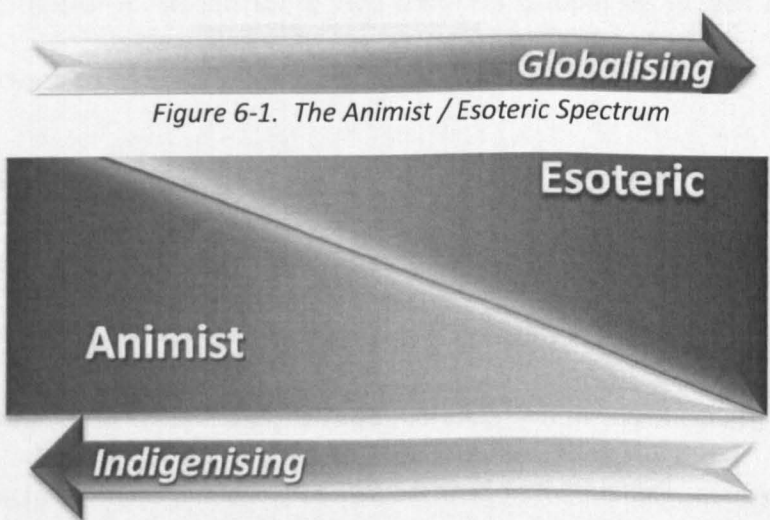 Globalising
Figure 6-1. The Animist / Esoteric Spectrum
Esoteric
Animist
Indigenising